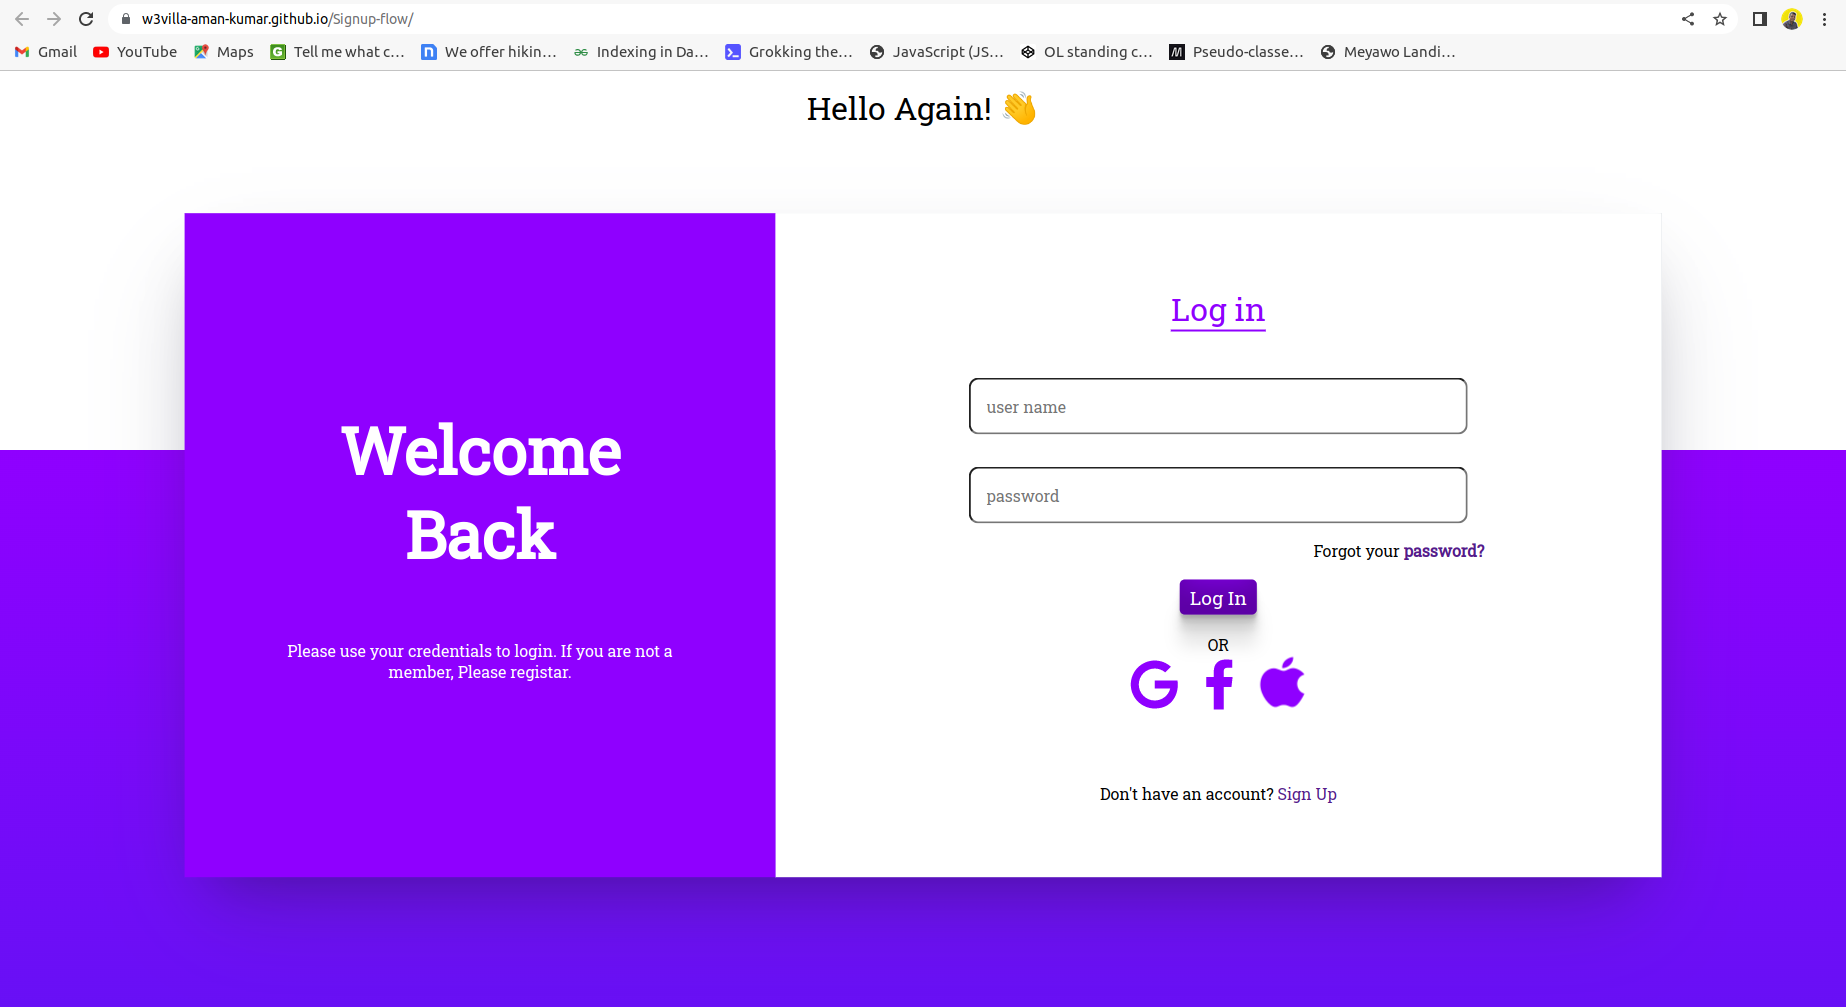 w3villa-aman-kumar.github.io/Signup-flow/
Gmail YouTube Maps Tell me what c... We offer hikin... Indexing in Da... Grokking the... JavaScript (JS... OL standing c... Pseudo-classe... Meyawo Landi...
Hello Again! 👋
Welcome
Back
Please use your credentials to login. If you are not a
member, Please registar.
Log in
user name
password
Forgot your password?
Log In
OR
Don't have an account? Sign Up